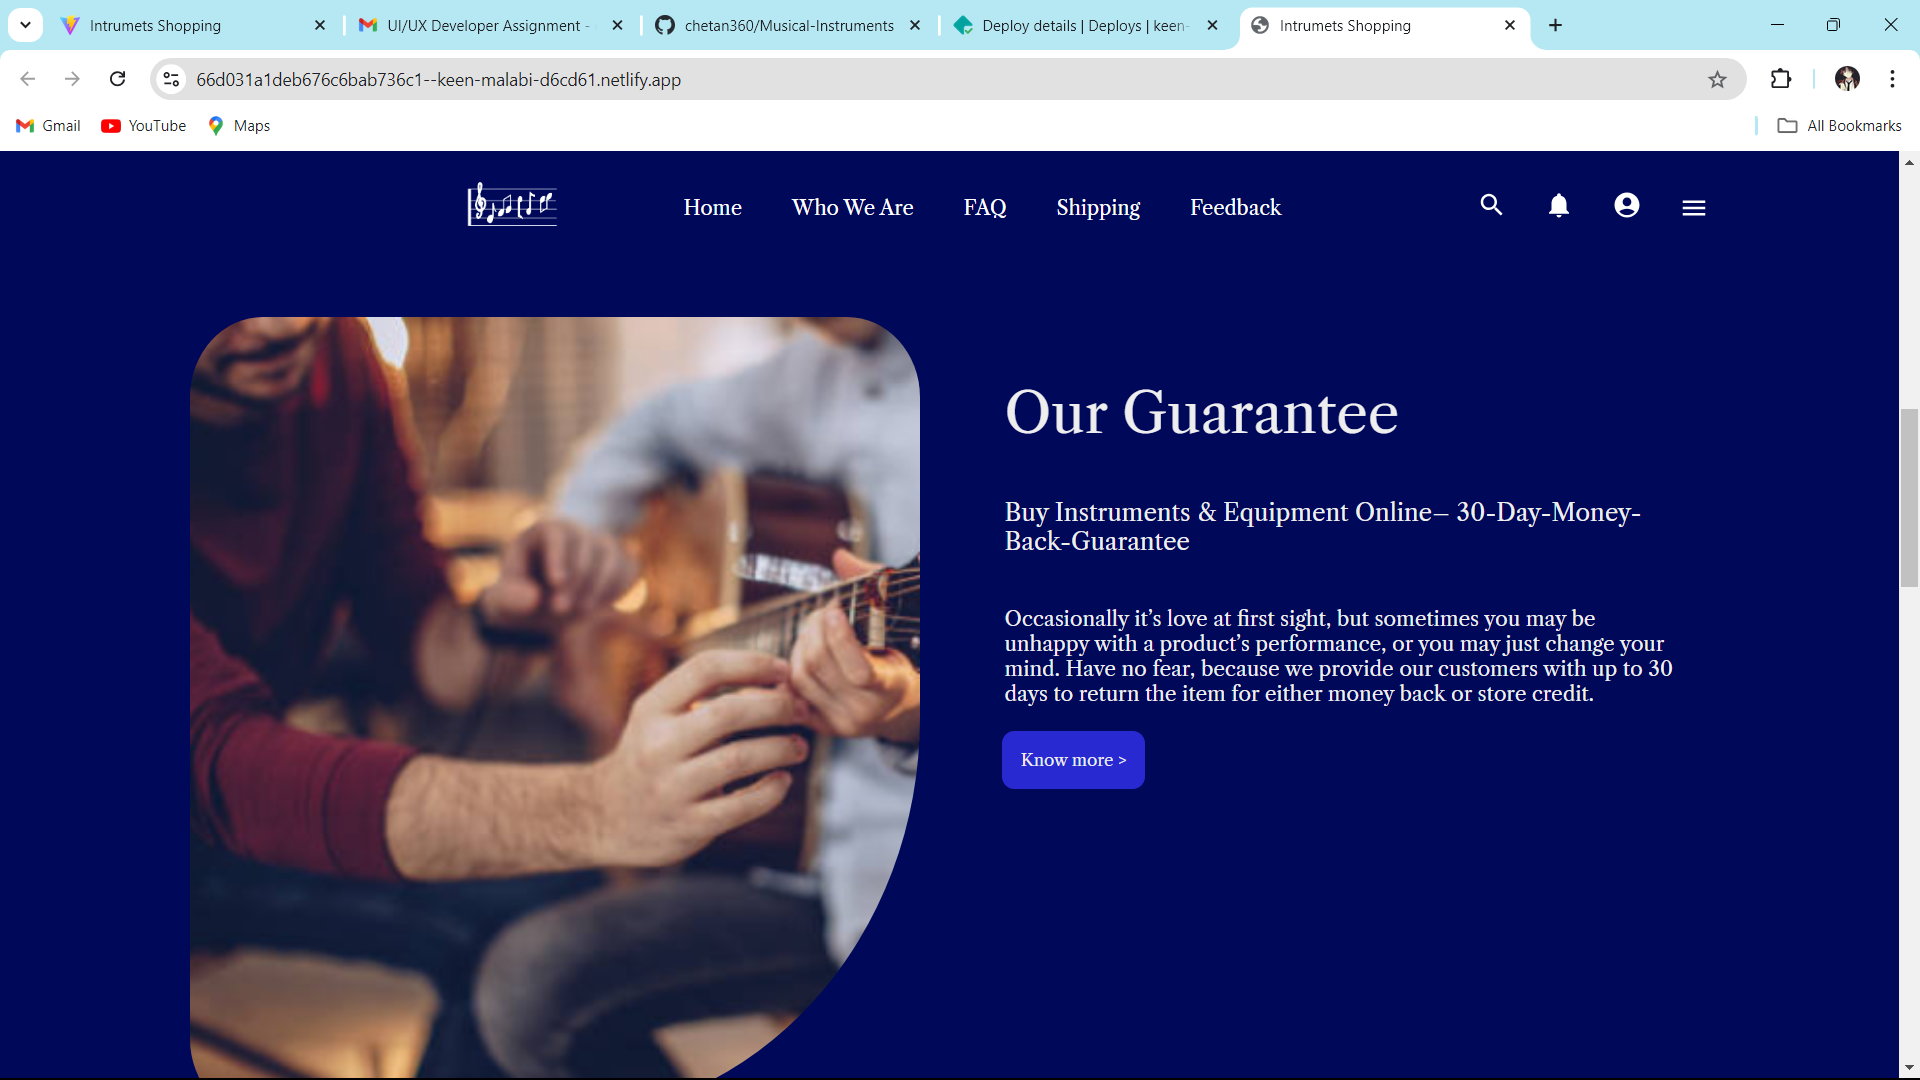 Intrumets Shopping
UI/UX Developer Assignment -
chetan360/Musical-Instruments
Deploy details | Deploys | keen-
Intrumets Shopping
66d031a1deb676c6bab736c1--keen-malabi-d6cd61.netlify.app
Gmail
YouTube
Maps
All Bookmarks
Home
Who We Are
FAQ
Shipping
Feedback
Our Guarantee
Buy Instruments & Equipment Online– 30-Day-Money-
Back-Guarantee
Occasionally it’s love at first sight, but sometimes you may be
unhappy with a product’s performance, or you may just change your
mind. Have no fear, because we provide our customers with up to 30
days to return the item for either money back or store credit.
Know more >